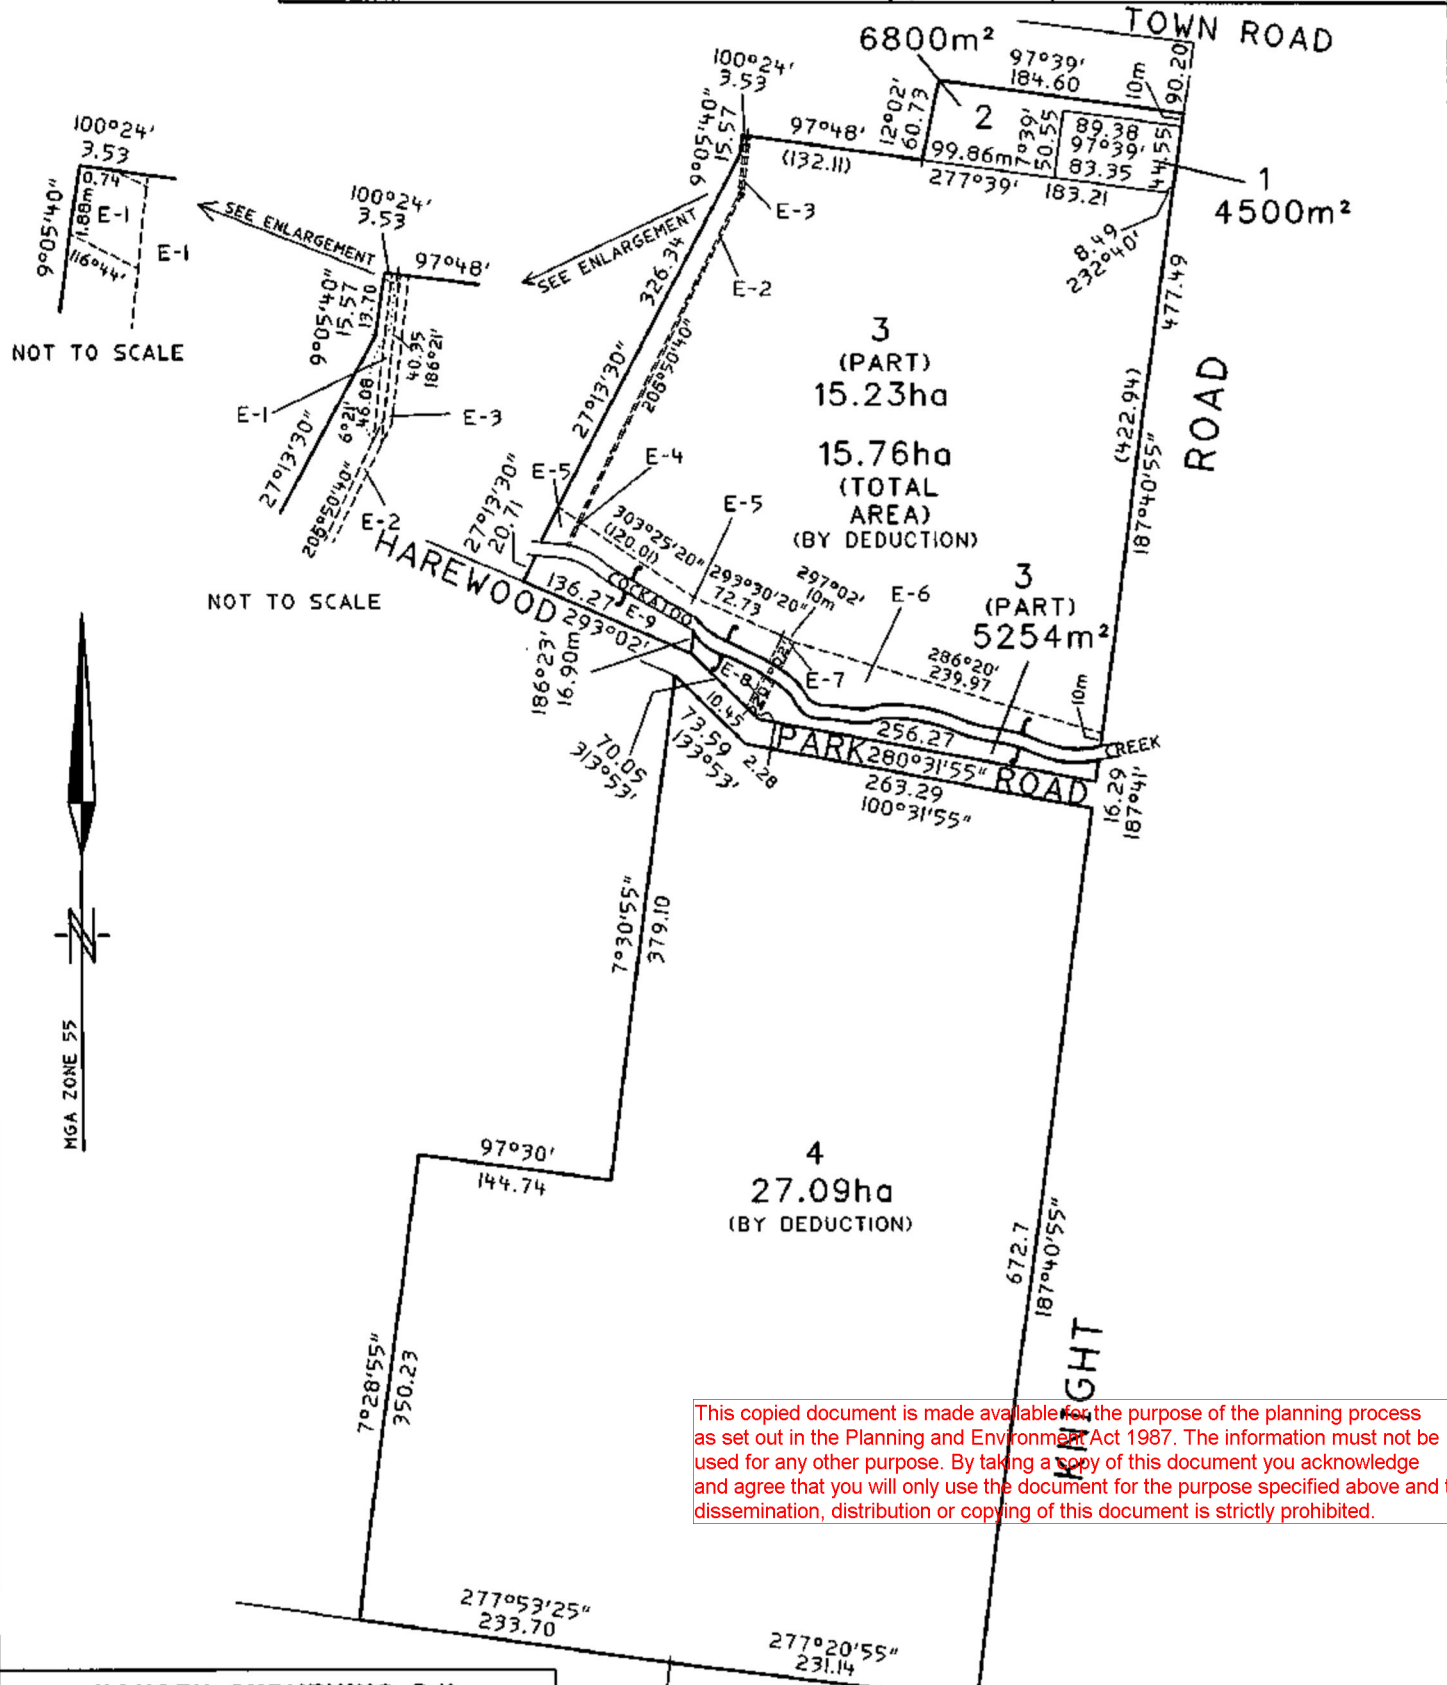 TOWN ROAD
6800m²
90.20
97°39'
184.60
10m
100°24'
3.53
12°02'
60.73
2
9°05'40"
15.57
97°48'
(132.11)
99.86m
7°39'
50.55
89.38
97°39'
83.35
44.55
277°39'
183.21
1
4500m²
8.49
232°40'
100°24'
3.53
0.74
E-1
1.88m
E-1
116°44'
9°05'40"
NOT TO SCALE
SEE ENLARGEMENT
100°24'
3.53
97°48'
9°05'40"
15.57
13.70
40.35
186°21'
E-1
46.08
6°21'
E-3
27°13'30"
206°50'40"
E-2
NOT TO SCALE
SEE ENLARGEMENT
E-3
E-2
326.34
27°13'30"
206°50'40"
477.49
(422.94)
187°40'55"
ROAD
3
(PART)
15.23ha
15.76ha
(TOTAL
AREA)
(BY DEDUCTION)
E-4
E-5
E-5
27°13'30"
20.71
303°25'20"
(120.01)
293°30'20"
72.73
297°02'
10m
E-6
3
(PART)
5254m²
HAREWOOD
136.27
293°02'
COCKATOO
E-9
186°23'
16.90m
E-8
E-7
286°20'
239.97
10m
10.45
70.05
313°53'
73.59
133°53'
2.28
256.27
CREEK
PARK
280°31'55"
ROAD
263.29
100°31'55"
16.29
187°41'
7°30'55"
379.10
MGA ZONE 55
N
97°30'
144.74
4
27.09ha
(BY DEDUCTION)
672.7
187°40'55"
KNIGHT
7°28'55"
350.23
This copied document is made available for the purpose of the planning process
as set out in the Planning and Environment Act 1987. The information must not be
used for any other purpose. By taking a copy of this document you acknowledge
and agree that you will only use the document for the purpose specified above and
dissemination, distribution or copying of this document is strictly prohibited.
277°53'25"
233.70
277°20'55"
231.14